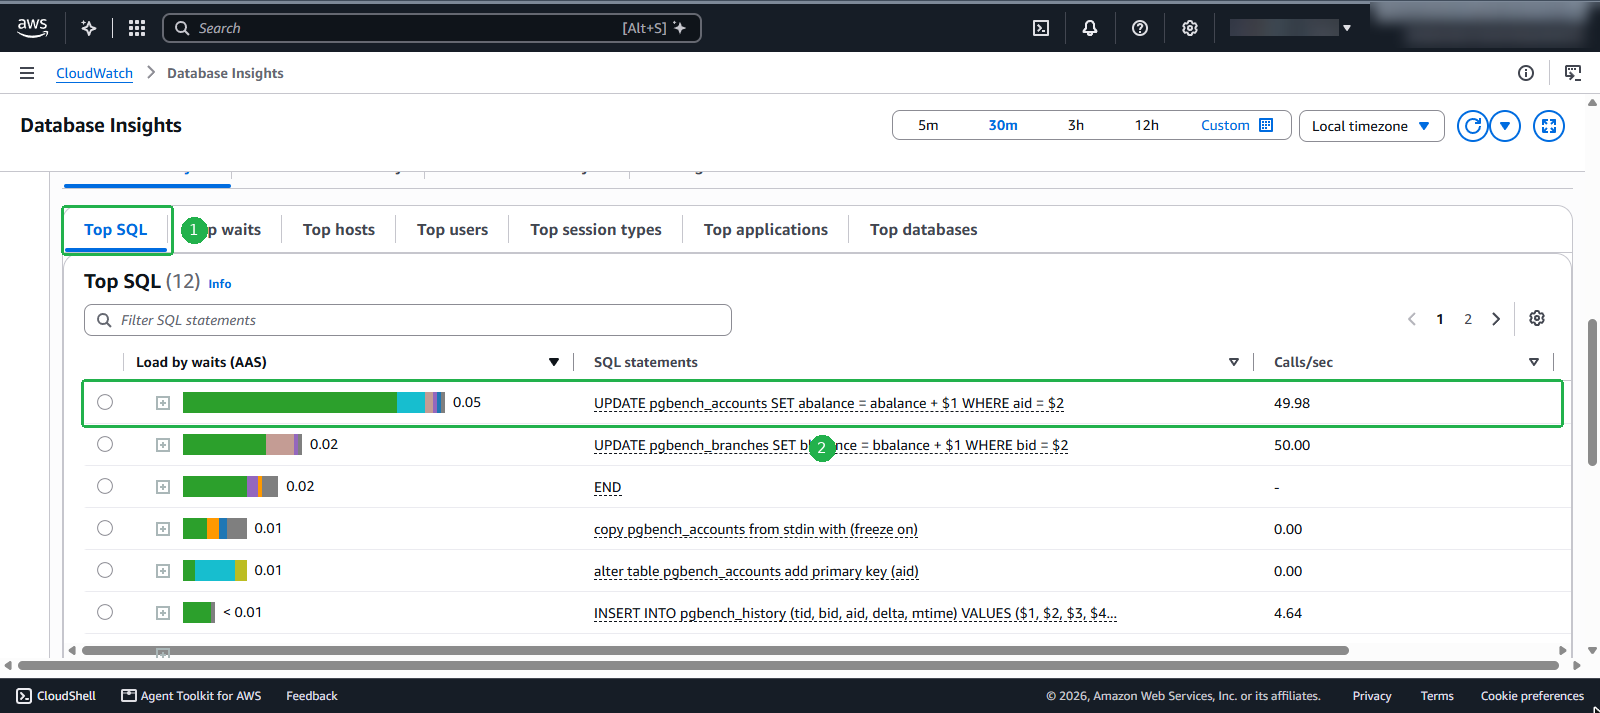 aws
Search [Alt+S]
CloudWatch > Database Insights
Database Insights
5m 30m 3h 12h Custom Local timezone
Top SQL 1 p waits Top hosts Top users Top session types Top applications Top databases
Top SQL (12) Info
Filter SQL statements
1 2
Load by waits (AAS) SQL statements Calls/sec
0.05 UPDATE pgbench_accounts SET abalance = abalance + $1 WHERE aid = $2 49.98
0.02 UPDATE pgbench_branches SET b 2 nce = bbalance + $1 WHERE bid = $2 50.00
0.02 END -
0.01 copy pgbench_accounts from stdin with (freeze on) 0.00
0.01 alter table pgbench_accounts add primary key (aid) 0.00
< 0.01 INSERT INTO pgbench_history (tid, bid, aid, delta, mtime) VALUES ($1, $2, $3, $4... 4.64
CloudShell Agent Toolkit for AWS Feedback © 2026, Amazon Web Services, Inc. or its affiliates. Privacy Terms Cookie preferences